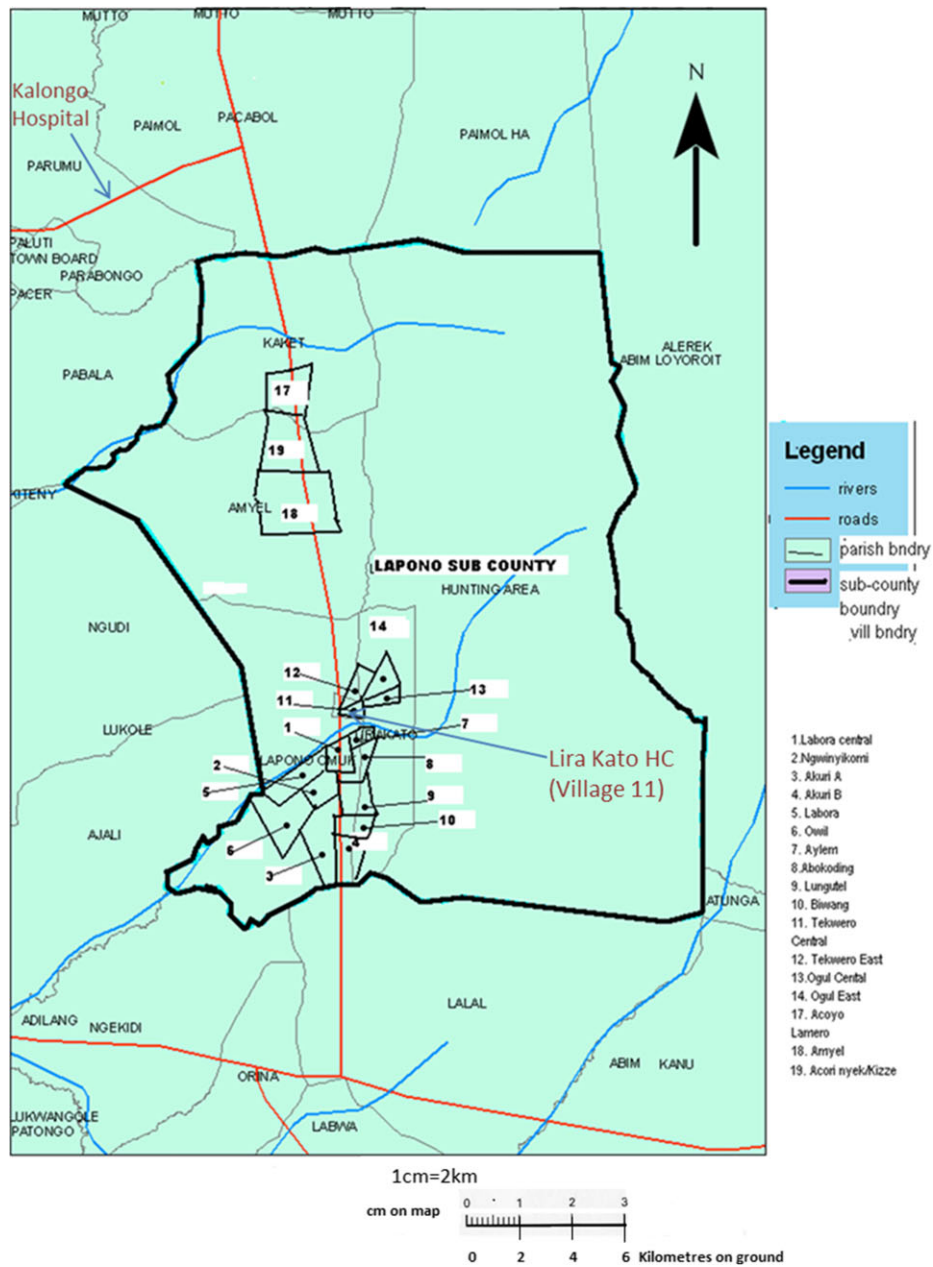 MUTTO
MUTTO
MUTTO
N
Kalongo
Hospital
PACABOL
PAIMOL
PAIMOL HA
PARUMU
PALUTI
TOWN BOARD
PARABONGO
PACER
KAKET
ALEREK
ABIM LOYOROIT
PABALA
17
19
Legend
rivers
roads
parish bndry
sub-county
boundry
vill bndry
KITENY
AMYEL
18
LAPONO SUB COUNTY
HUNTING AREA
NGUDI
14
12
13
11
LUKOLE
1
7
IRAKATO
LAPONO OMUK
2
8
5
Lira Kato HC
(Village 11)
9
AJALI
10
6
4
3
ATUNGA
1.Labora central
2.Ngwinyikomi
3. Akuri A
4. Akuri B
5. Labora
6. Owil
7. Aylem
8.Abokoding
9. Lungutel
10. Biwang
11. Tekwero
Central
12. Tekwero East
13.Ogul Cental
14. Ogul East
17. Acoyo
Lamero
18. Amyel
19. Acori nyek/Kizze
LALAL
ADILANG
NGEKIDI
ABIM
KANU
ORINA
LUKWANGOLE
PATONGO
LABWA
1cm=2km
cm on map
0 1 2 3
0 2 4 6 Kilometres on ground